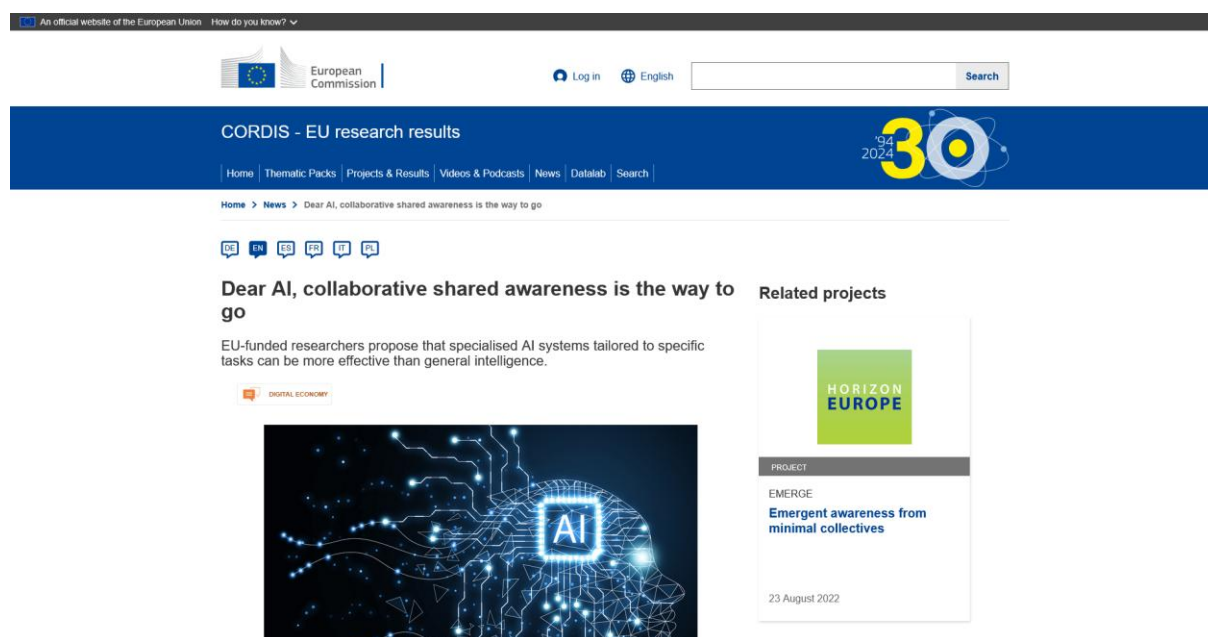 An official website of the European Union How do you know?
European
Commission
Log in
English
Search
CORDIS - EU research results
'94
2024
30
Home Thematic Packs Projects & Results Videos & Podcasts News Datalab Search
Home > News > Dear AI, collaborative shared awareness is the way to go
DE EN ES FR IT PL
Dear AI, collaborative shared awareness is the way to
go
EU-funded researchers propose that specialised AI systems tailored to specific
tasks can be more effective than general intelligence.
DIGITAL ECONOMY
AI
Related projects
HORIZON
EUROPE
PROJECT
EMERGE
Emergent awareness from
minimal collectives
23 August 2022